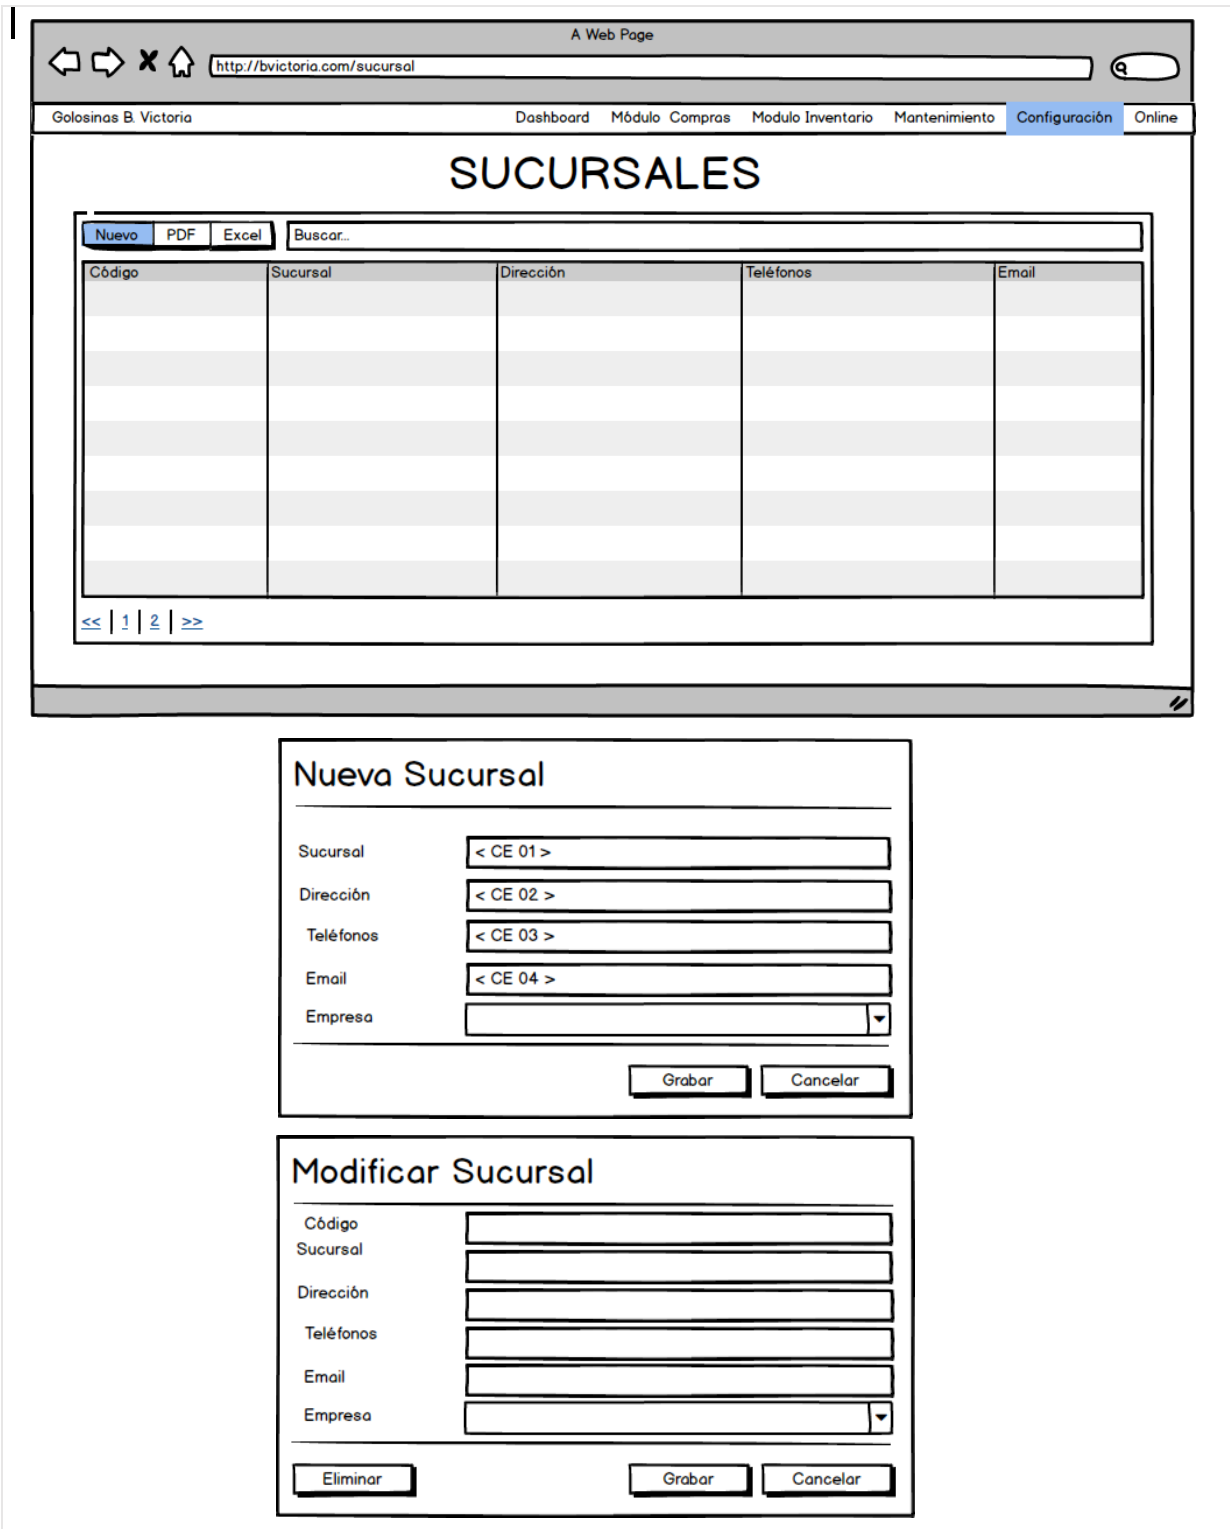 A Web Page
http://bvictoria.com/sucursal
Golosinas B. Victoria Dashboard Módulo Compras Modulo Inventario Mantenimiento Configuración Online
SUCURSALES
Nuevo PDF Excel Buscar...
Código Sucursal Dirección Teléfonos Email
<< 1 2 >>
Nueva Sucursal
Sucursal < CE 01 >
Dirección < CE 02 >
Teléfonos < CE 03 >
Email < CE 04 >
Empresa
Grabar Cancelar
Modificar Sucursal
Código
Sucursal
Dirección
Teléfonos
Email
Empresa
Eliminar Grabar Cancelar